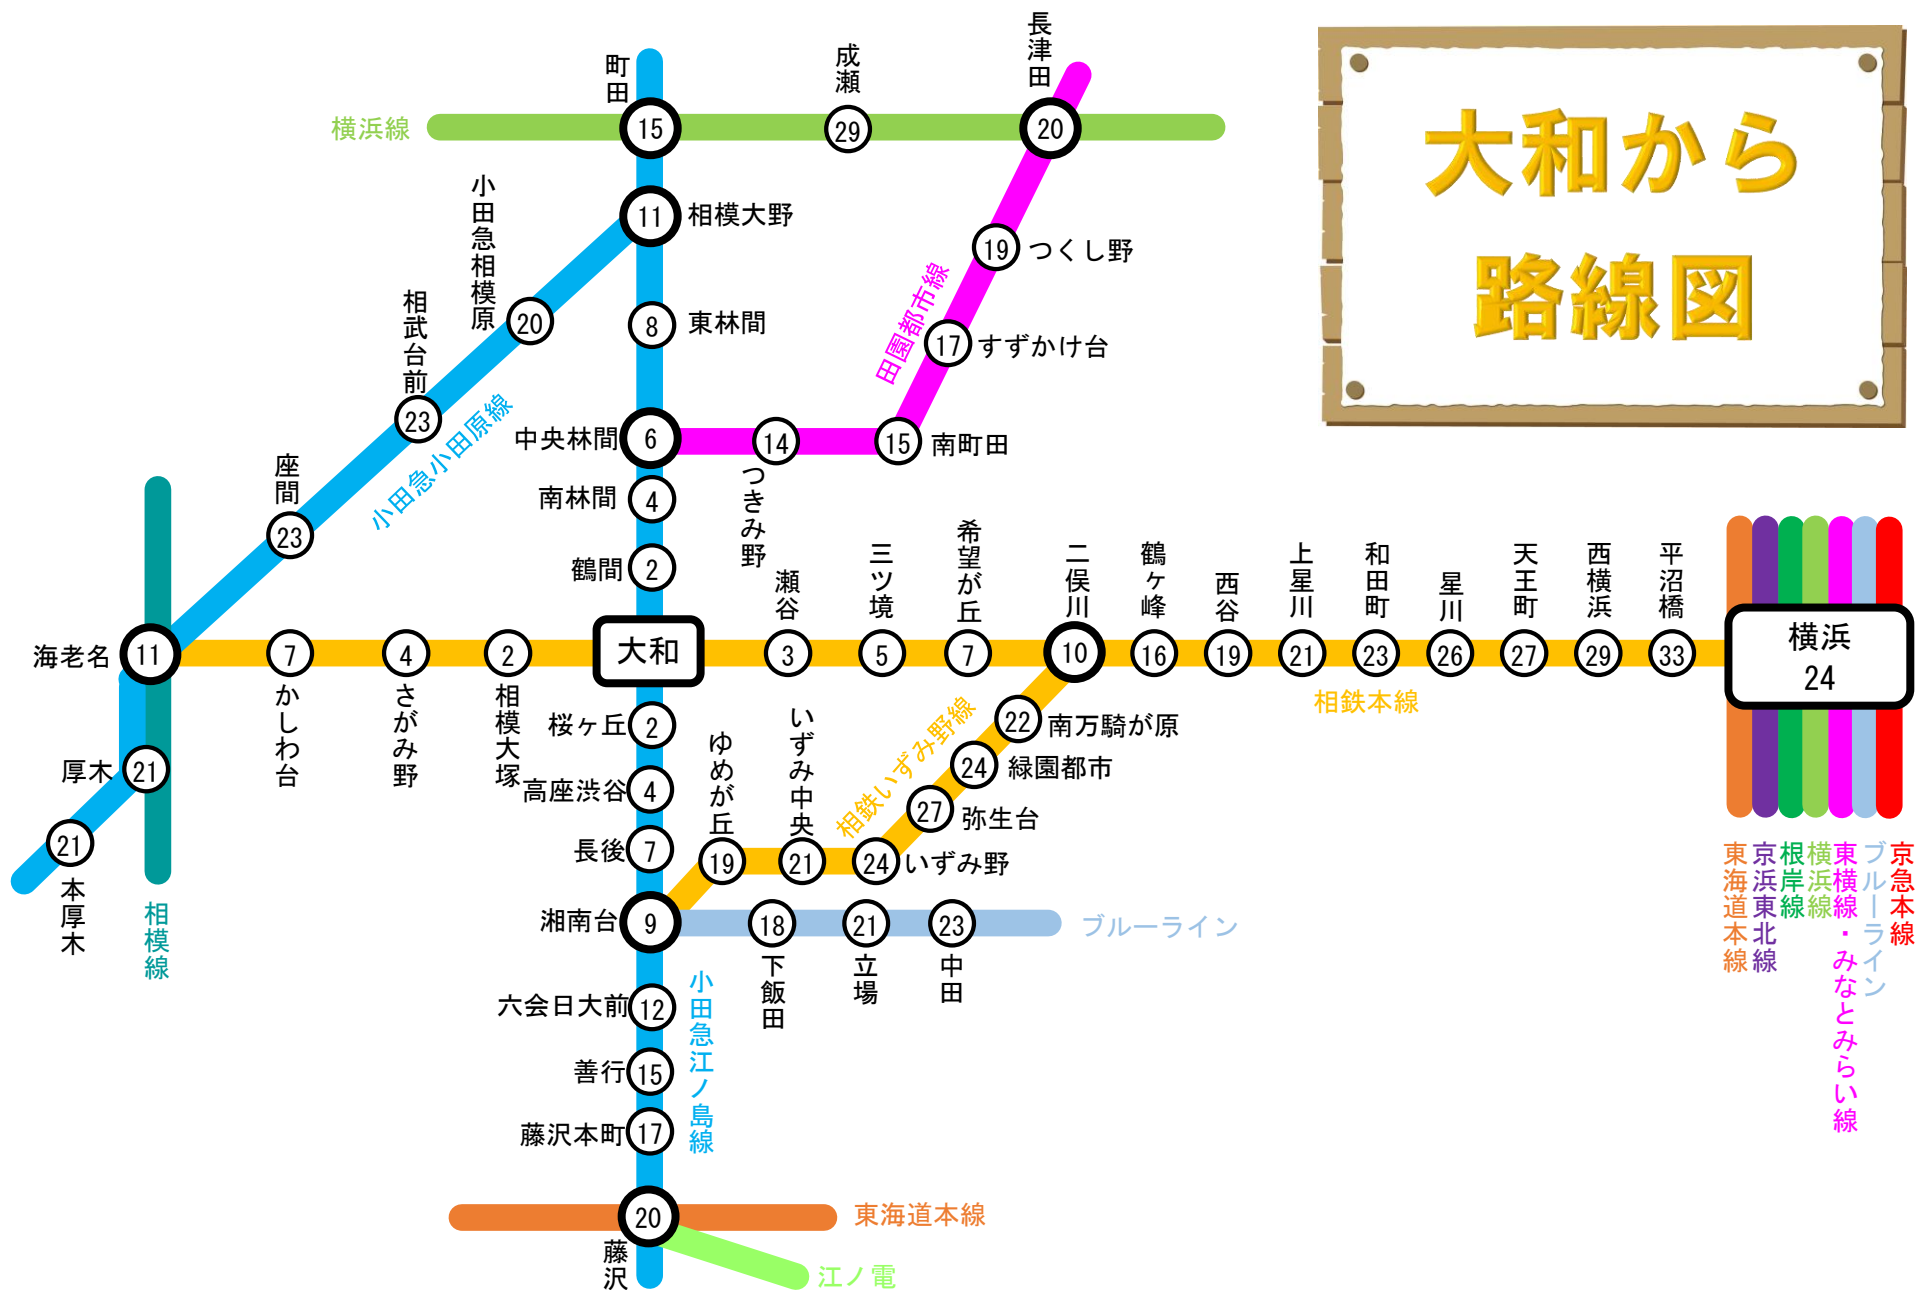 大和から
路線図
町田
15
成瀬
29
長津田
20
横浜線
小田急相模原
20
11
相模大野
19
つくし野
相武台前
23
8
東林間
田園都市線
17
すずかけ台
小田急小田原線
中央林間
6
14
つきみ野
15
南町田
座間
23
南林間
4
鶴間
2
海老名
11
7
かしわ台
4
さがみ野
2
相模大塚
大和
瀬谷
3
三ツ境
5
希望が丘
7
二俣川
10
鶴ヶ峰
16
西谷
19
上星川
21
和田町
23
星川
26
天王町
27
西横浜
29
平沼橋
33
横浜
24
相鉄本線
厚木
21
21
本厚木
相模線
桜ヶ丘
2
高座渋谷
4
長後
7
湘南台
9
ゆめが丘
19
いずみ中央
21
相鉄いずみ野線
22
南万騎が原
24
緑園都市
27
弥生台
24
いずみ野
18
下飯田
21
立場
23
中田
ブルーライン
東海道本線
京浜東北線
根岸線
横浜線
東横線・みなとみらい線
ブルーライン
京急本線
六会日大前
12
善行
15
藤沢本町
17
小田急江ノ島線
20
藤沢
東海道本線
江ノ電